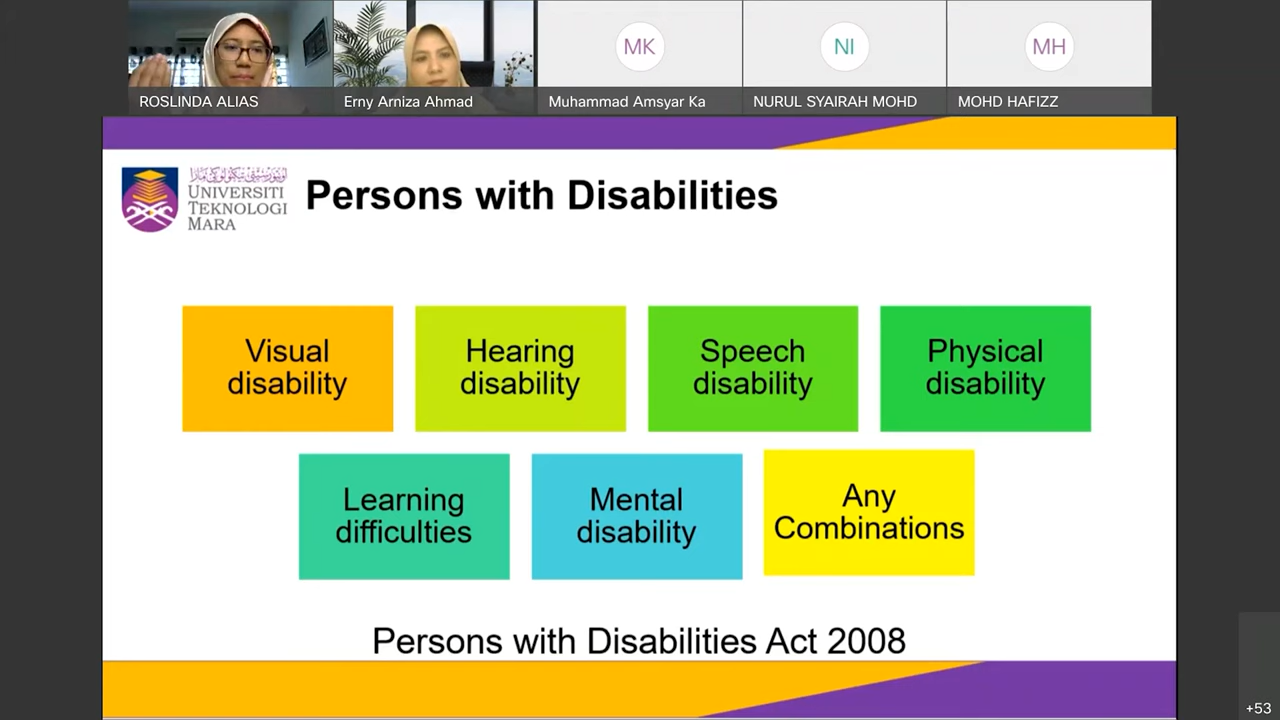 MK
NI
MH
ROSLINDA ALIAS
Erny Arniza Ahmad
Muhammad Amsyar Ka
NURUL SYAIRAH MOHD
MOHD HAFIZZ
UNIVERSITI
TEKNOLOGI
MARA
Persons with Disabilities
Visual
disability
Hearing
disability
Speech
disability
Physical
disability
Learning
difficulties
Mental
disability
Any
Combinations
Persons with Disabilities Act 2008
+53